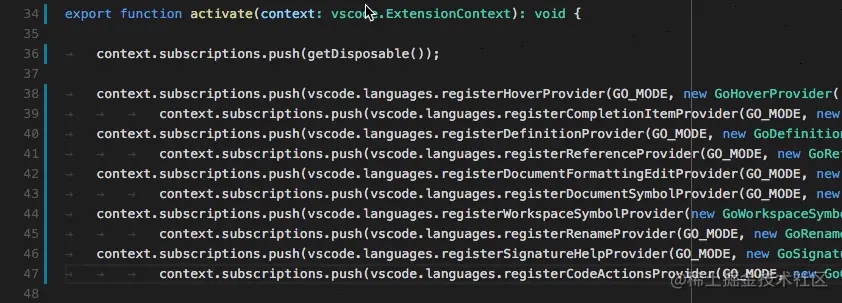 34 export function activate(context: vscode.ExtensionContext): void {
35
36 context.subscriptions.push(getDisposable());
37
38 context.subscriptions.push(vscode.languages.registerHoverProvider(GO_MODE, new GoHoverProvider(
39 context.subscriptions.push(vscode.languages.registerCompletionItemProvider(GO_MODE, new
40 context.subscriptions.push(vscode.languages.registerDefinitionProvider(GO_MODE, new GoDefinition
41 context.subscriptions.push(vscode.languages.registerReferenceProvider(GO_MODE, new GoRe
42 context.subscriptions.push(vscode.languages.registerDocumentFormattingEditProvider(GO_MODE, new
43 context.subscriptions.push(vscode.languages.registerDocumentSymbolProvider(GO_MODE, new
44 context.subscriptions.push(vscode.languages.registerWorkspaceSymbolProvider(new GoWorkspaceSymb
45 context.subscriptions.push(vscode.languages.registerRenameProvider(GO_MODE, new GoRename
46 context.subscriptions.push(vscode.languages.registerSignatureHelpProvider(GO_MODE, new GoSignat
47 context.subscriptions.push(vscode.languages.registerCodeActionsProvider(GO_MODE, new Go
48
@稀土掘金技术社区